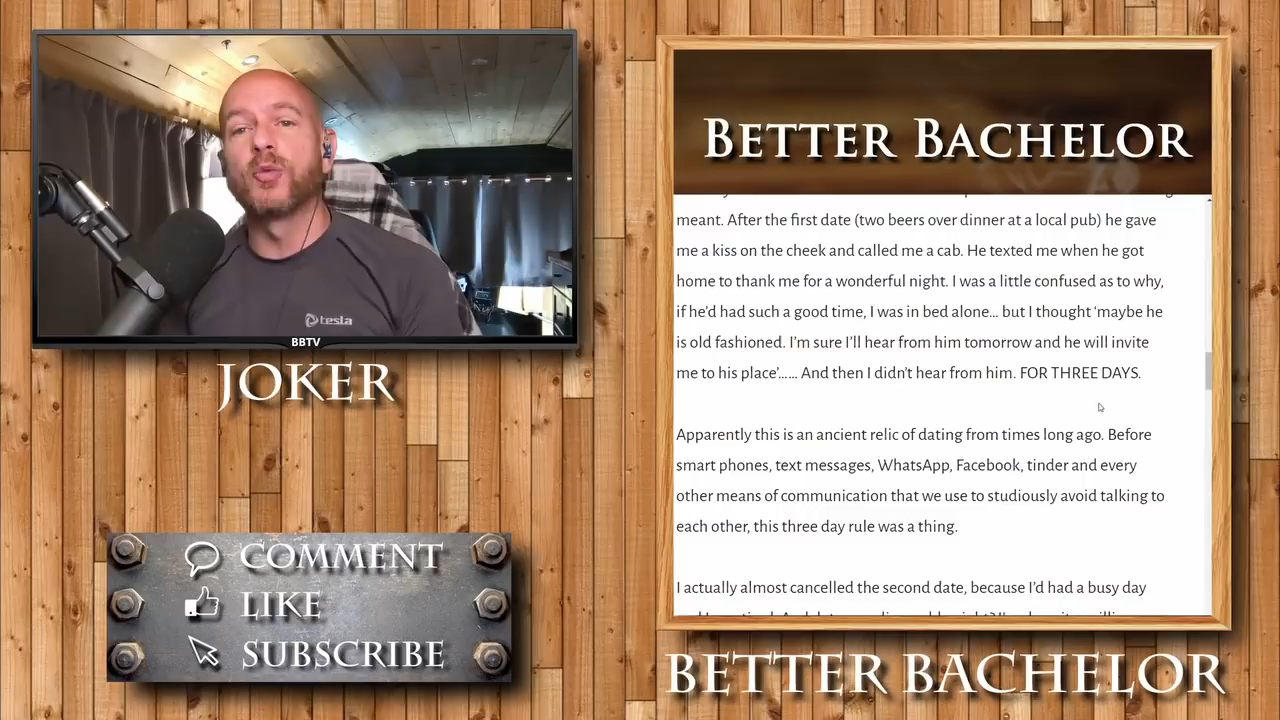 tesla
BBTV
JOKER
COMMENT
LIKE
SUBSCRIBE
BETTER BACHELOR
meant. After the first date (two beers over dinner at a local pub) he gave
me a kiss on the cheek and called me a cab. He texted me when he got
home to thank me for a wonderful night. I was a little confused as to why,
if he'd had such a good time, I was in bed alone… but I thought ‘maybe he
is old fashioned. I'm sure I'll hear from him tomorrow and he will invite
me to his place’…… And then I didn't hear from him. FOR THREE DAYS.
Apparently this is an ancient relic of dating from times long ago. Before
smart phones, text messages, WhatsApp, Facebook, tinder and every
other means of communication that we use to studiously avoid talking to
each other, this three day rule was a thing.
I actually almost cancelled the second date, because I'd had a busy day
BETTER BACHELOR